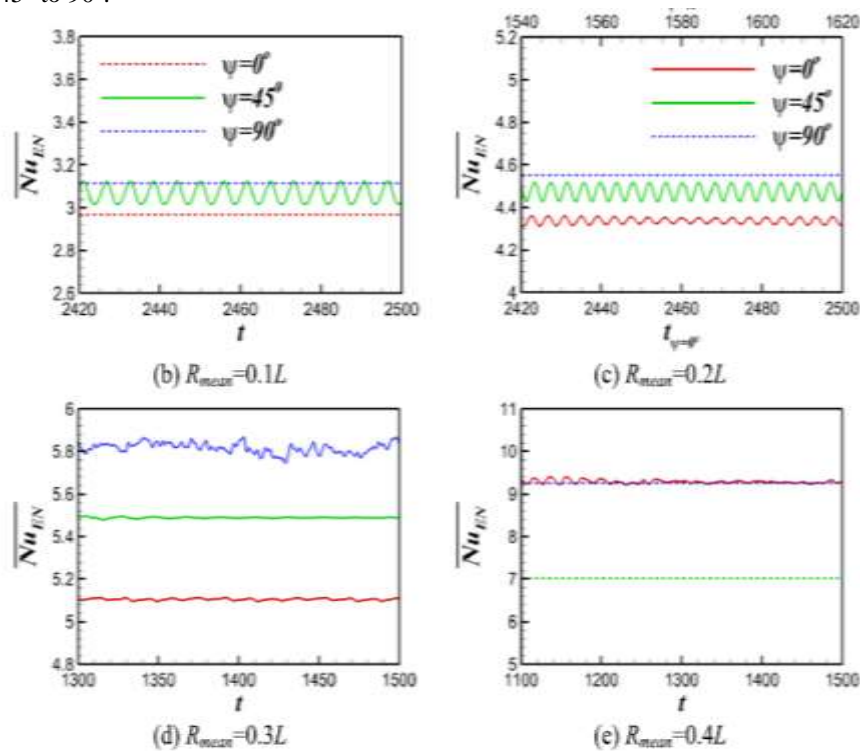 45° to 90°.
3.8
3.6
3.4
3.2
3
2.8
2.6
2420 2440 2460 2480 2500
Nu_EN
t
ψ=0°
ψ=45°
ψ=90°
(b) R_mean=0.1L
1540 1560 1580 1600 1620
5.2
5
4.8
4.6
4.4
4.2
4
2420 2440 2460 2480 2500
Nu_EN
t_ψ=0°
ψ=0°
ψ=45°
ψ=90°
(c) R_mean=0.2L
6
5.8
5.6
5.4
5.2
5
4.8
1300 1350 1400 1450 1500
Nu_EN
t
(d) R_mean=0.3L
11
10
9
8
7
6
5
1100 1200 1300 1400 1500
Nu_EN
t
(e) R_mean=0.4L